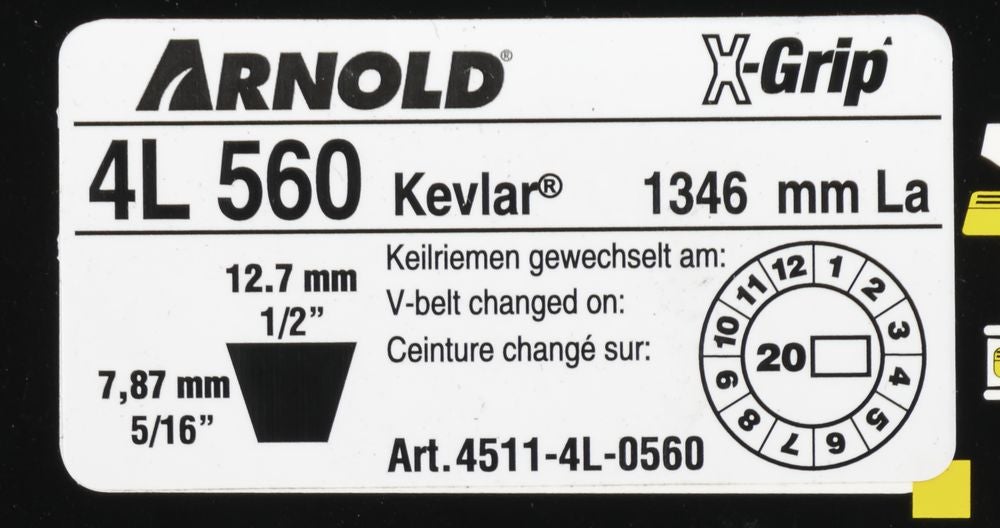 ARNOLD® X-Grip
4L 560 Kevlar® 1346 mm La
12.7 mm
1/2”
7,87 mm
5/16”
Keilriemen gewechselt am:
V-belt changed on:
Ceinture changé sur:
Art. 4511-4L-0560
12 1 2 3 4 5 6 7 8 9 10 11
20